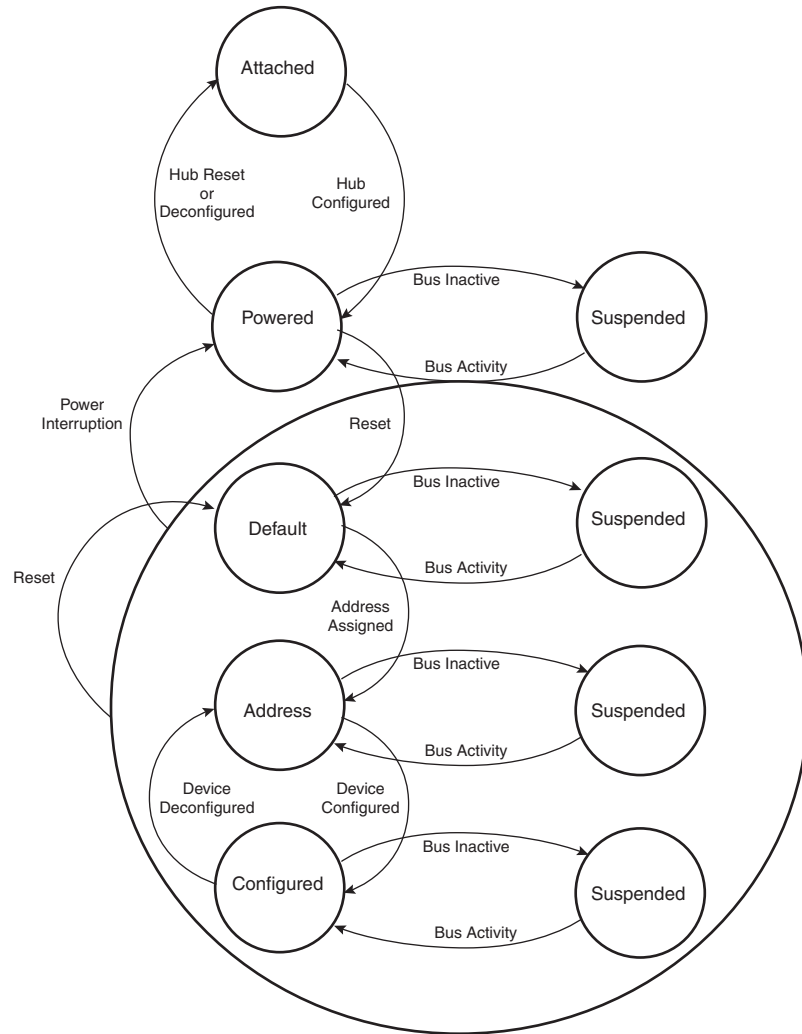 Attached
Hub Reset
or
Deconfigured
Hub
Configured
Bus Inactive
Powered
Suspended
Bus Activity
Power
Interruption
Reset
Bus Inactive
Default
Suspended
Bus Activity
Reset
Address
Assigned
Bus Inactive
Address
Suspended
Bus Activity
Device
Deconfigured
Device
Configured
Bus Inactive
Configured
Suspended
Bus Activity